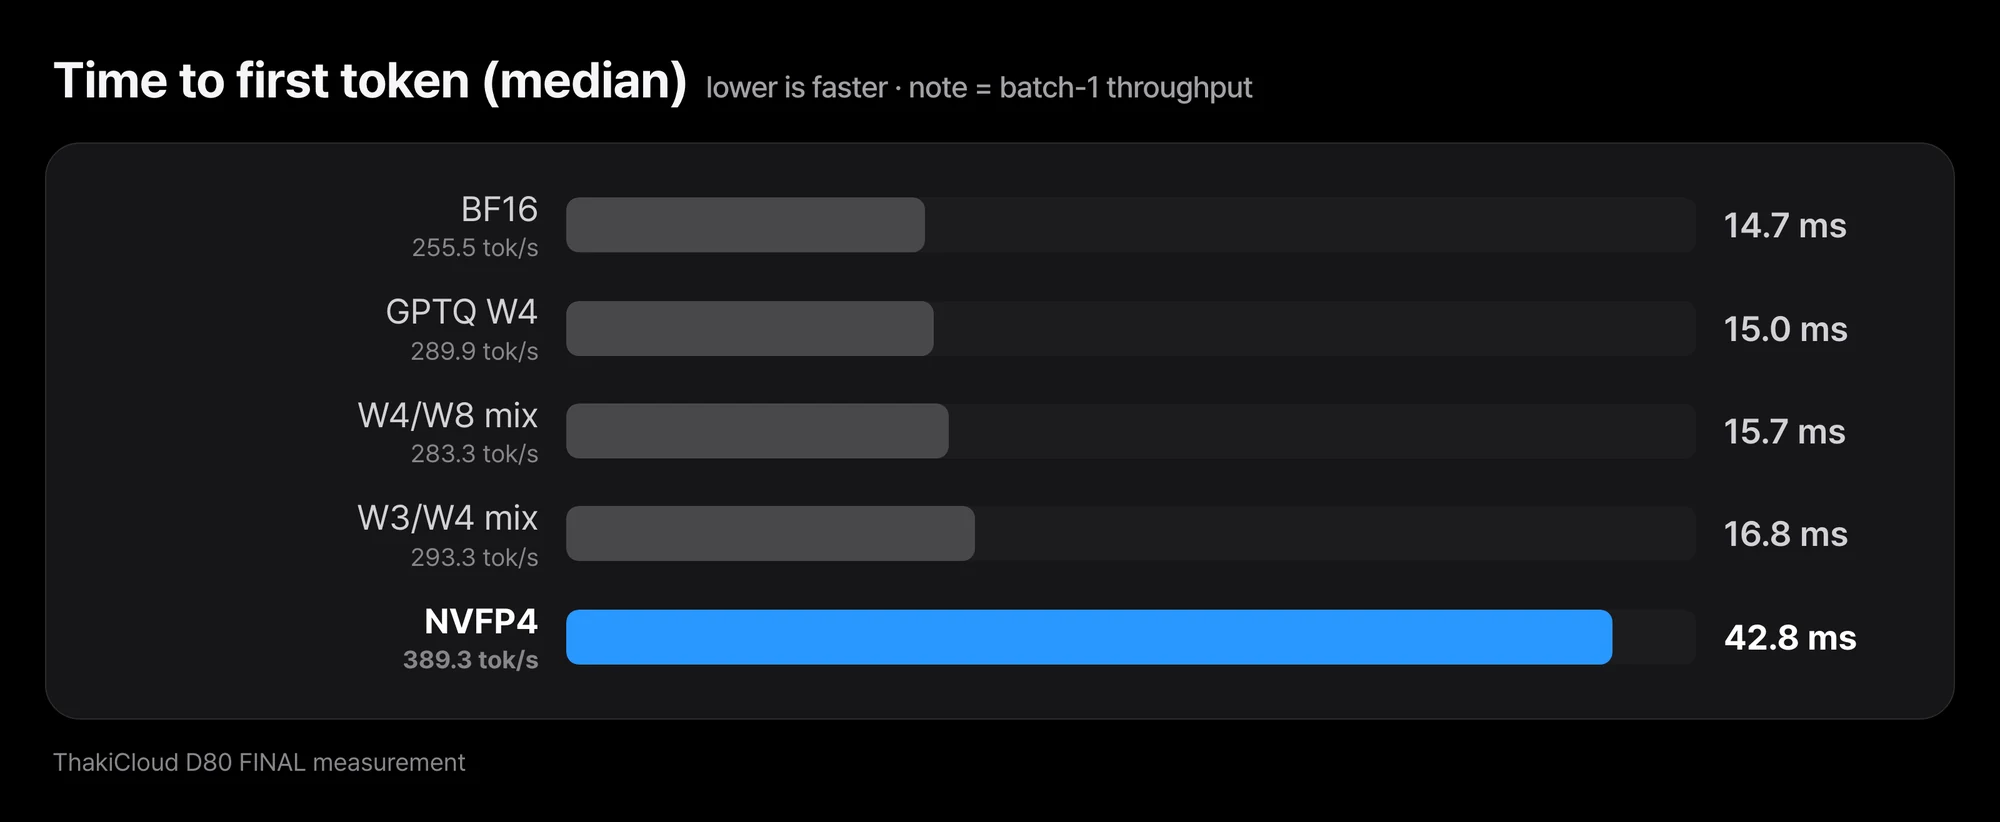 Time to first token (median) lower is faster · note = batch-1 throughput
BF16
255.5 tok/s
14.7 ms
GPTQ W4
289.9 tok/s
15.0 ms
W4/W8 mix
283.3 tok/s
15.7 ms
W3/W4 mix
293.3 tok/s
16.8 ms
NVFP4
389.3 tok/s
42.8 ms
ThakiCloud D80 FINAL measurement